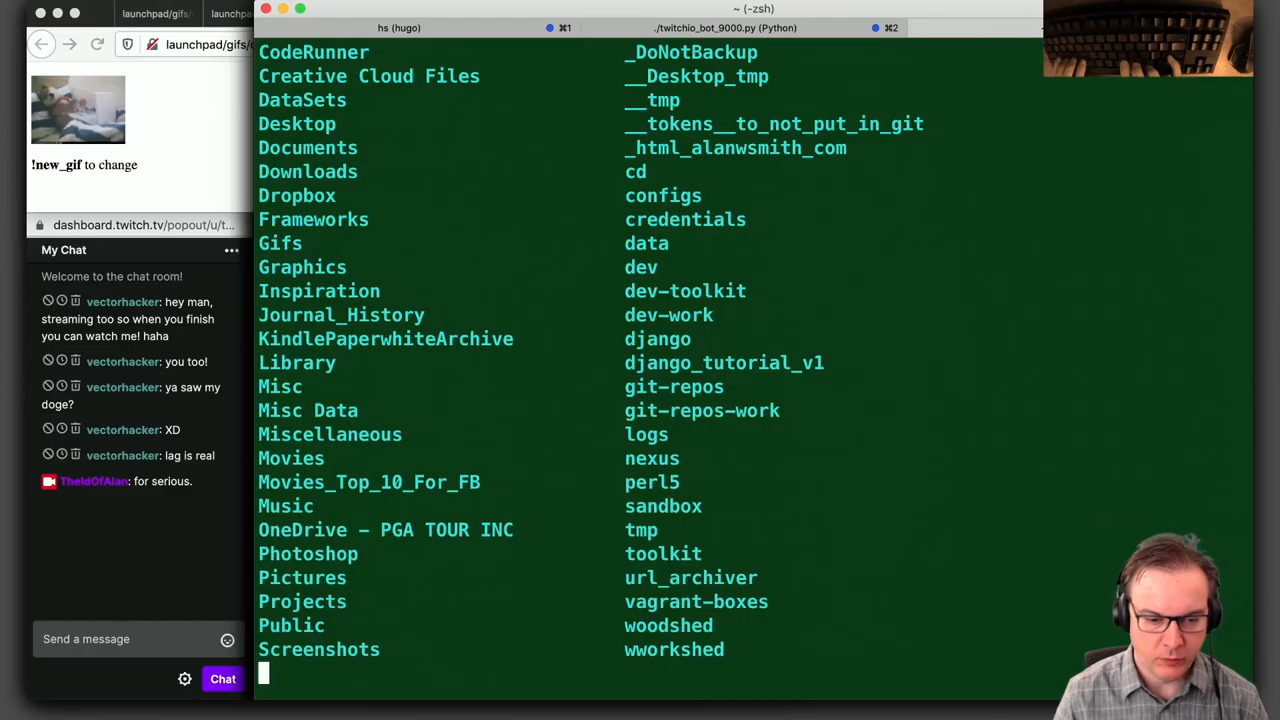 launchpad/gifs/
launchp
launchpad/gifs/
!new_gif to change
dashboard.twitch.tv/popout/u/t...
My Chat
Welcome to the chat room!
vectorhacker: hey man,
streaming too so when you finish
you can watch me! haha
vectorhacker: you too!
vectorhacker: ya saw my
doge?
vectorhacker: XD
vectorhacker: lag is real
TheIdOfAlan: for serious.
Send a message
Chat
~ (-zsh)
hs (hugo) ⌘1
./twitchio_bot_9000.py (Python) ⌘2
CodeRunner
Creative Cloud Files
DataSets
Desktop
Documents
Downloads
Dropbox
Frameworks
Gifs
Graphics
Inspiration
Journal_History
KindlePaperwhiteArchive
Library
Misc
Misc Data
Miscellaneous
Movies
Movies_Top_10_For_FB
Music
OneDrive - PGA TOUR INC
Photoshop
Pictures
Projects
Public
Screenshots
_DoNotBackup
__Desktop_tmp
__tmp
__tokens__to_not_put_in_git
_html_alanwsmith_com
cd
configs
credentials
data
dev
dev-toolkit
dev-work
django
django_tutorial_v1
git-repos
git-repos-work
logs
nexus
perl5
sandbox
tmp
toolkit
url_archiver
vagrant-boxes
woodshed
wworkshed